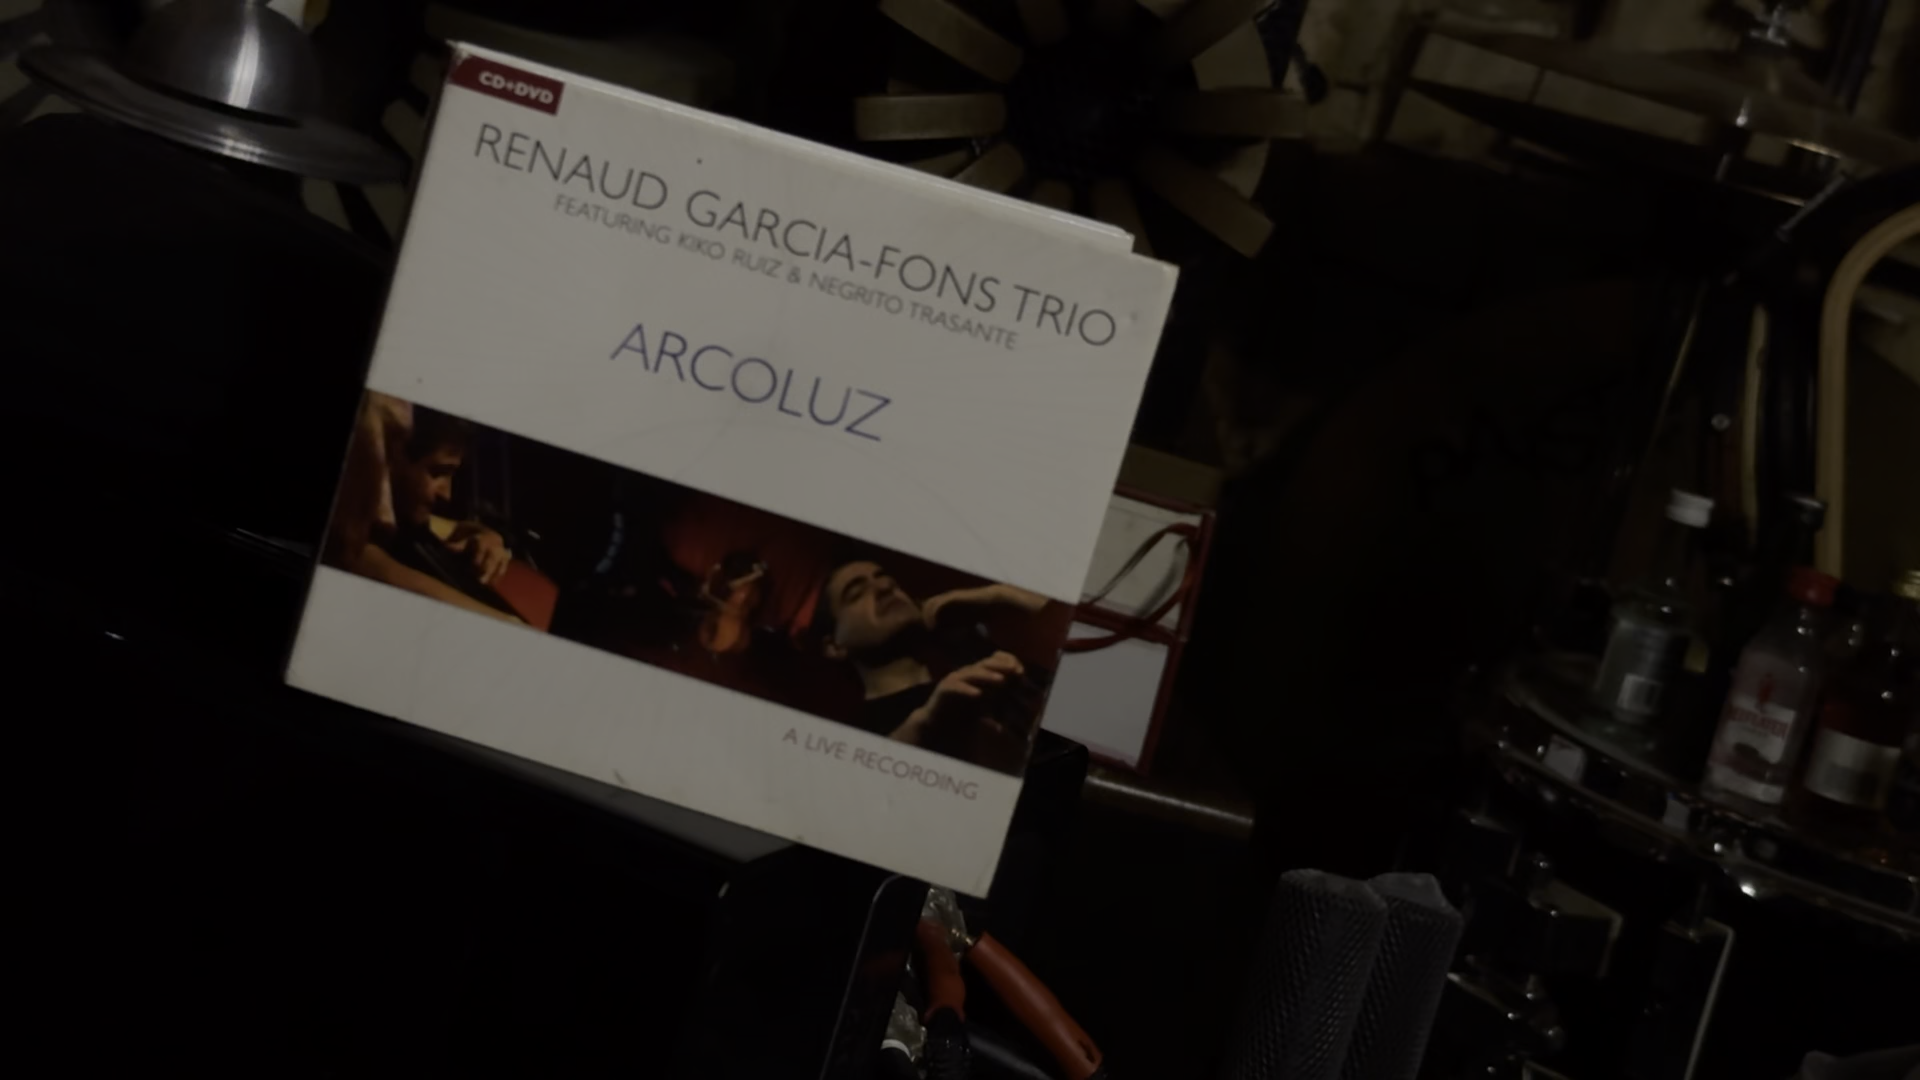 CD+DVD
RENAUD GARCIA-FONS TRIO
FEATURING KIKO RUIZ & NEGRITO TRASANTE
ARCOLUZ
A LIVE RECORDING